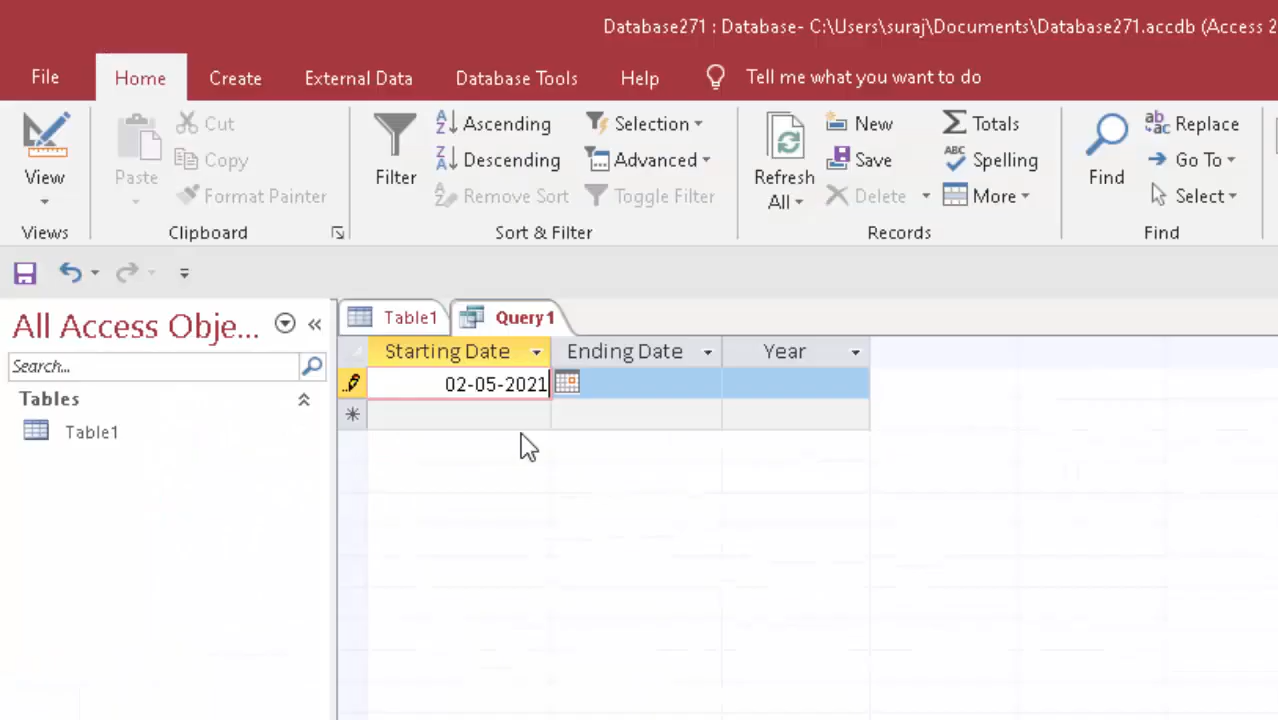 Database271 : Database- C:\Users\suraj\Documents\Database271.accdb (Access 2
File Home Create External Data Database Tools Help Tell me what you want to do
View
Views
Paste
Cut
Copy
Format Painter
Clipboard
Filter
Ascending
Descending
Remove Sort
Selection
Advanced
Toggle Filter
Sort & Filter
Refresh
All
New
Save
Delete
Totals
Spelling
More
Records
Find
Replace
Go To
Select
Find
All Access Obje...
Search...
Tables
Table1
Table1 Query1
Starting Date Ending Date Year
02-05-2021